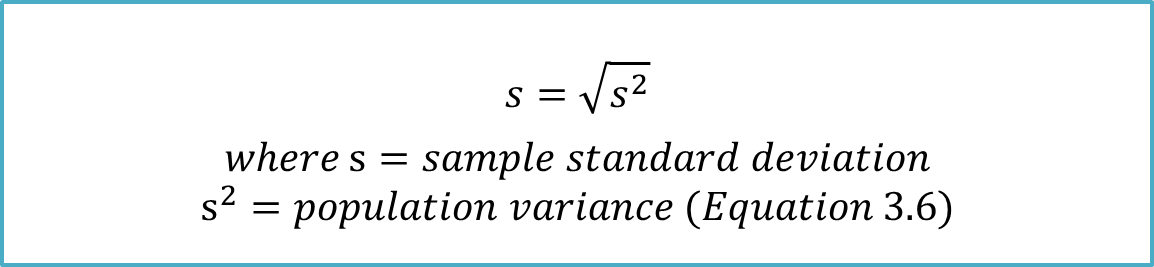 s = √s²
where s = sample standard deviation
s² = population variance (Equation 3.6)